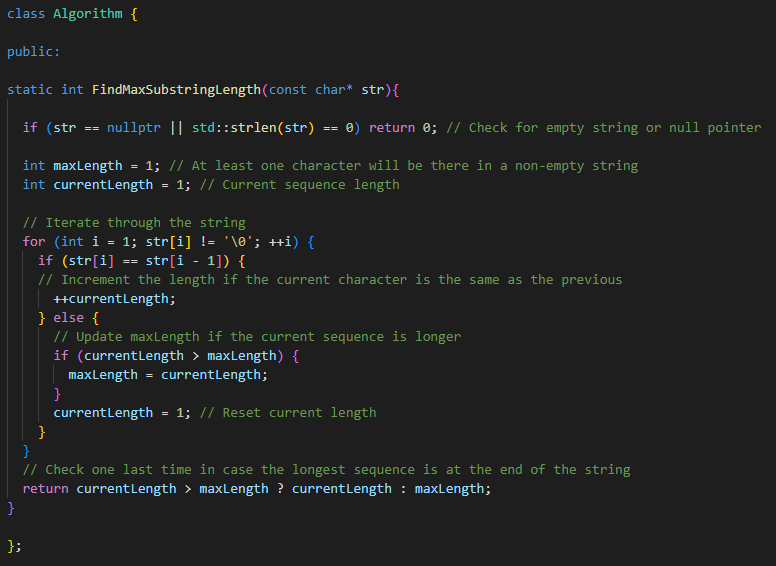 class Algorithm {
public:
static int FindMaxSubstringLength(const char* str){
if (str == nullptr || std::strlen(str) == 0) return 0; // Check for empty string or null pointer
int maxLength = 1; // At least one character will be there in a non-empty string
int currentLength = 1; // Current sequence length
// Iterate through the string
for (int i = 1; str[i] != '\0'; ++i) {
if (str[i] == str[i - 1]) {
// Increment the length if the current character is the same as the previous
++currentLength;
} else {
// Update maxLength if the current sequence is longer
if (currentLength > maxLength) {
maxLength = currentLength;
}
currentLength = 1; // Reset current length
}
}
// Check one last time in case the longest sequence is at the end of the string
return currentLength > maxLength ? currentLength : maxLength;
}
};